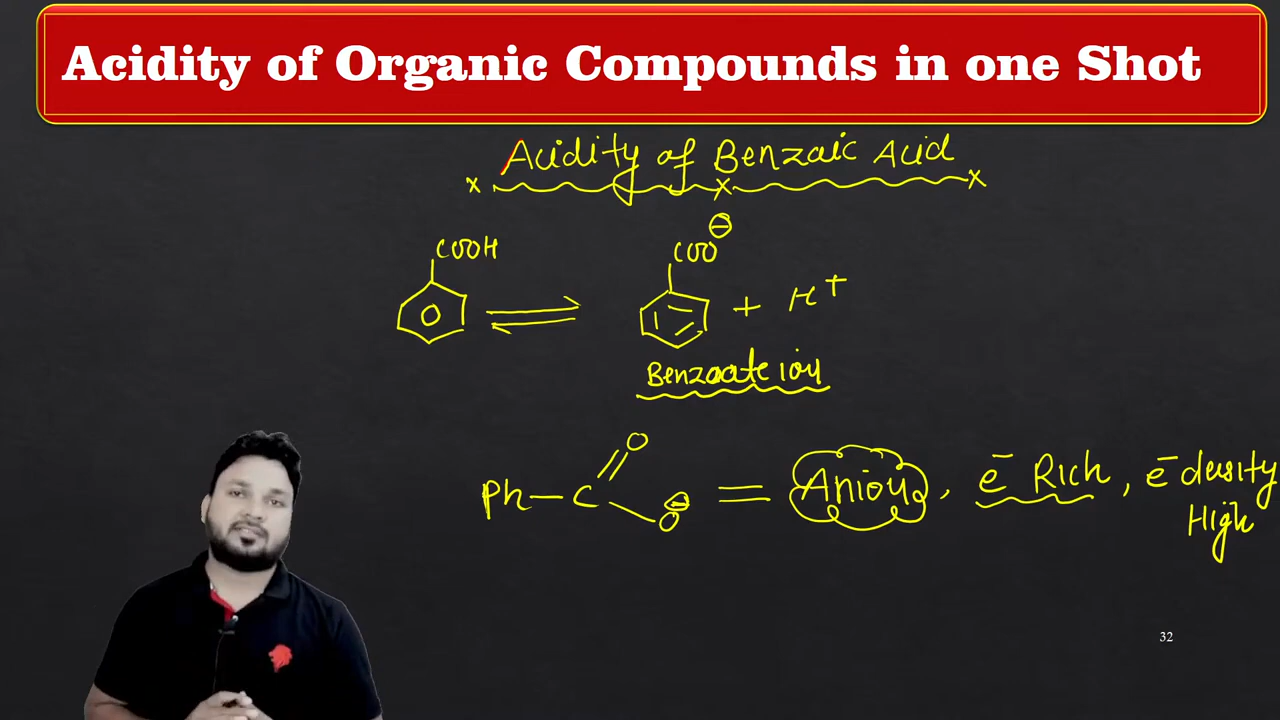 Acidity of Organic Compounds in one Shot
Acidity of Benzaic Acid
x x x
COOH
COO⊖
+ H+
Benzoate ion
Ph–C
O
O⊖
= Anion, e– Rich, e– density
High
32